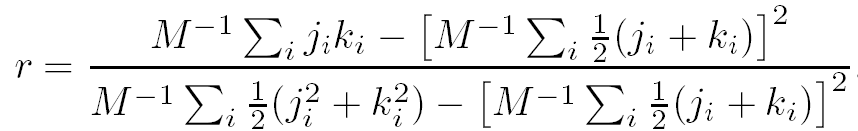 r = \frac{M^{-1} \sum_i j_i k_i - \left[ M^{-1} \sum_i \frac{1}{2}(j_i + k_i) \right]^2}{M^{-1} \sum_i \frac{1}{2}(j_i^2 + k_i^2) - \left[ M^{-1} \sum_i \frac{1}{2}(j_i + k_i) \right]^2}.